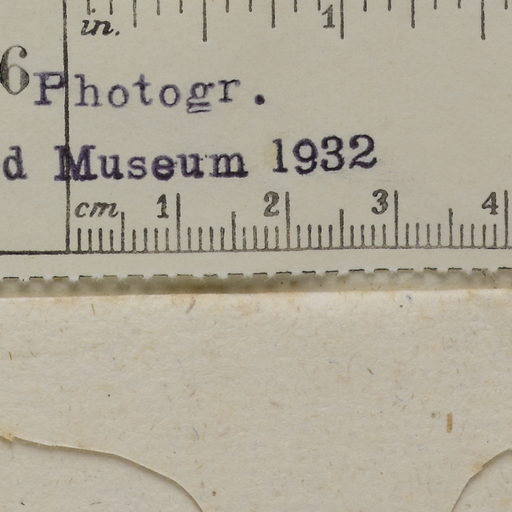 in. 1
6 Photogr.
d Museum 1932
cm 1 2 3 4